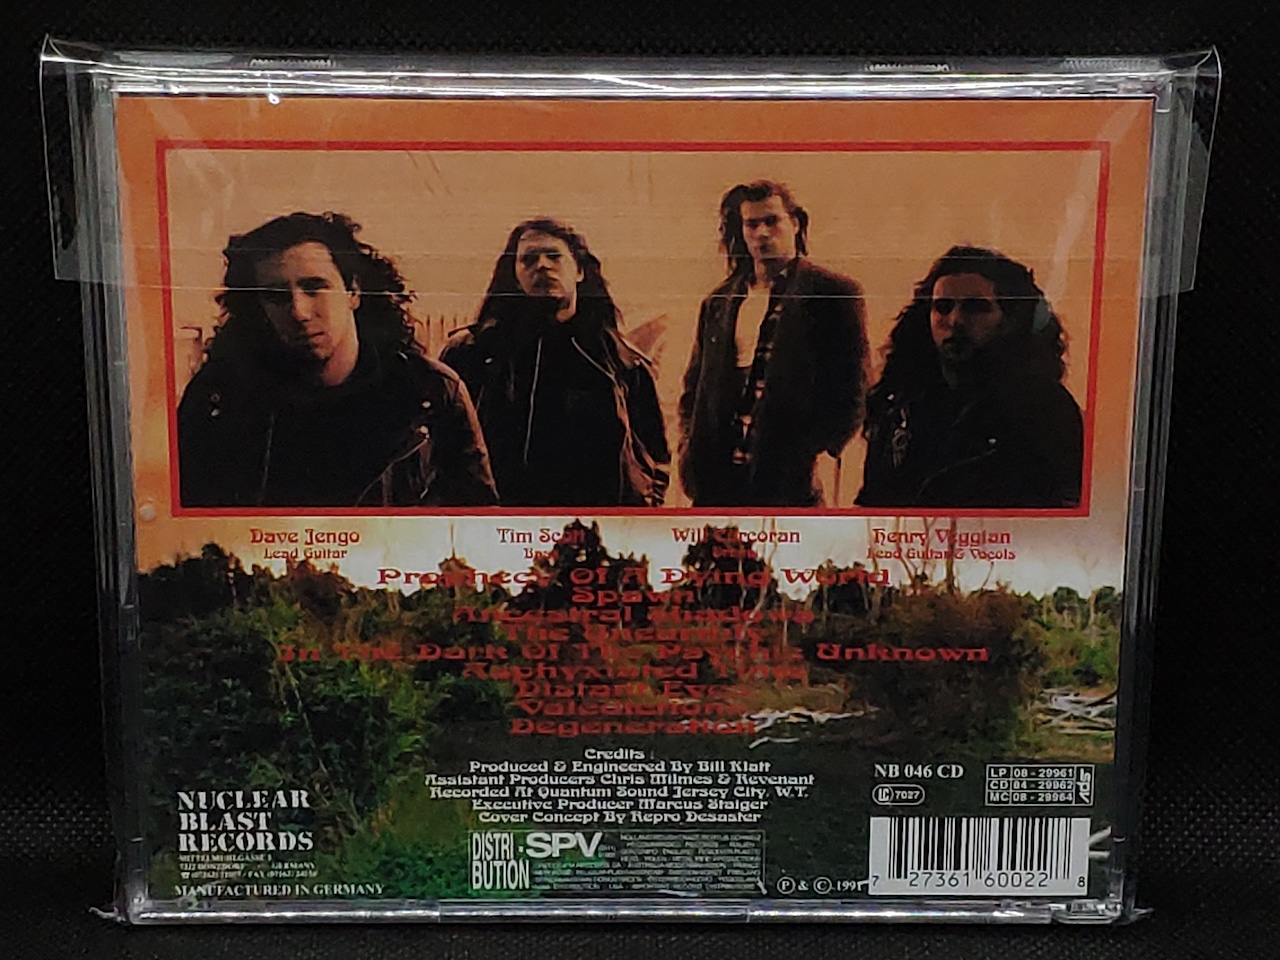 Dave Jengo
Lead Guitar
Tim Scott
Bass
Will Corcoran
Drums
Henry Veggian
Lead Guitar & Vocals
Prophecy Of A Dying World
Spawn
Ancestral Shadows
The Unearthly
In The Dark Of The Psychic Unknown
Asphyxiated Time
Distant Eyes
Valedictions
Degeneration
Credits :
Produced & Engineered By Bill Klatt
Assistant Producers Chris Milmes & Revenant
Recorded At Quantum Sound Jersey City, W.T.
Executive Producer Marcus Staiger
Cover Concept By Repro Desaster
NUCLEAR
BLAST
RECORDS
GERMANY
MANUFACTURED IN GERMANY
DISTRI-
BUTION
SPV
NB 046 CD
LC 7027
LP 08 - 29961
CD 84 - 29962
MC 08 - 29964
SPV
P & C 1991
7 27361 60022 8